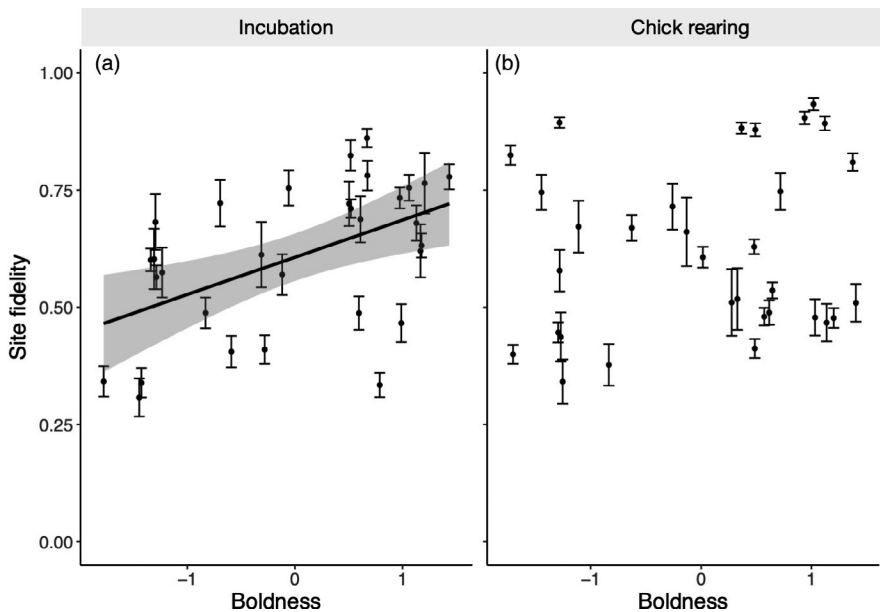 Incubation
Chick rearing
(a)
(b)
1.00
0.75
0.50
0.25
0.00
Site fidelity
−1
0
1
−1
0
1
Boldness
Boldness